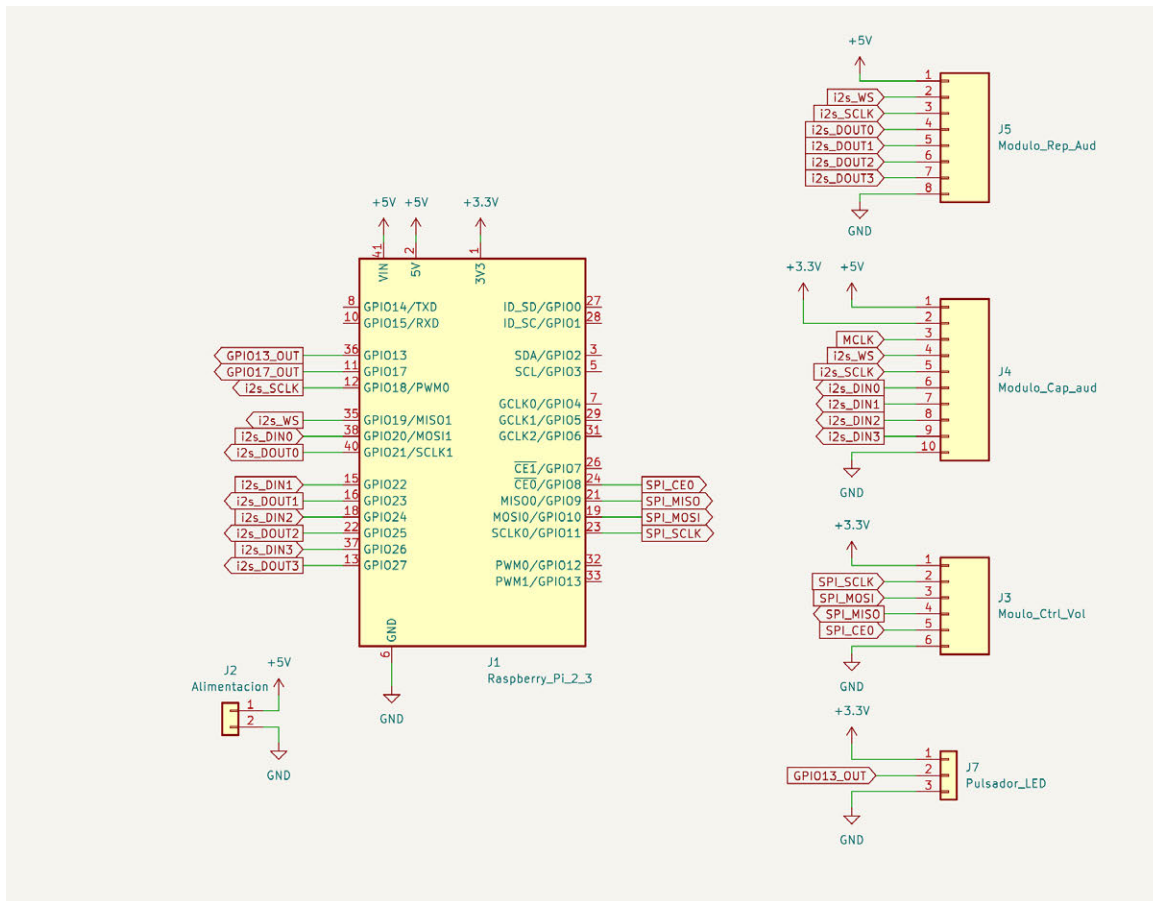 +5V
1
i2s_WS 2
i2s_SCLK 3
i2s_DOUT0 4
J5
i2s_DOUT1 5
Modulo_Rep_Aud
i2s_DOUT2 6
i2s_DOUT3 7
8
GND
+5V +5V +3.3V
41 2 1
VIN 5V 3V3
8 GPIO14/TXD ID_SD/GPIO0 27
10 GPIO15/RXD ID_SC/GPIO1 28
GPIO13_OUT 36 GPIO13 SDA/GPIO2 3
GPIO17_OUT 11 GPIO17 SCL/GPIO3 5
i2s_SCLK 12 GPIO18/PWM0
GCLK0/GPIO4 7
i2s_WS 35 GPIO19/MISO1 GCLK1/GPIO5 29
i2s_DIN0 38 GPIO20/MOSI1 GCLK2/GPIO6 31
i2s_DOUT0 40 GPIO21/SCLK1
CE1/GPIO7 26
i2s_DIN1 15 GPIO22 CE0/GPIO8 24 SPI_CE0
i2s_DOUT1 16 GPIO23 MISO0/GPIO9 21 SPI_MISO
i2s_DIN2 18 GPIO24 MOSI0/GPIO10 19 SPI_MOSI
i2s_DOUT2 22 GPIO25 SCLK0/GPIO11 23 SPI_SCLK
i2s_DIN3 37 GPIO26
i2s_DOUT3 13 GPIO27 PWM0/GPIO12 32
PWM1/GPIO13 33
GND
6
GND
J1
Raspberry_Pi_2_3
J2
Alimentacion
+5V
1
2
GND
+3.3V +5V
1
2
MCLK 3
i2s_WS 4
i2s_SCLK 5
J4
i2s_DIN0 6
Modulo_Cap_aud
i2s_DIN1 7
i2s_DIN2 8
i2s_DIN3 9
10
GND
+3.3V
1
SPI_SCLK 2
SPI_MOSI 3
J3
SPI_MISO 4
Moulo_Ctrl_Vol
SPI_CE0 5
6
GND
+3.3V
1
J7
GPIO13_OUT 2
Pulsador_LED
3
GND